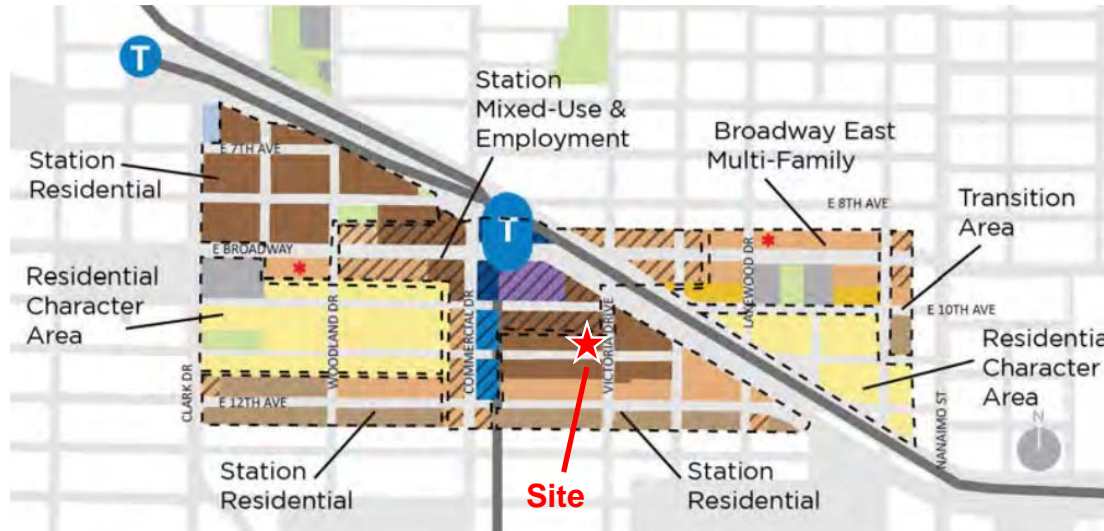 T
Station
Mixed-Use &
Employment
Broadway East
Multi-Family
Station
Residential
E 7TH AVE
E 8TH AVE
Transition
Area
T
E BROADWAY
LAKEWOOD DR
Residential
Character
Area
E 10TH AVE
WOODLAND DR
COMMERCIAL DR
VICTORIA DRIVE
Residentia
Character
Area
CLARK DR
E 12TH AVE
NANAIMO ST
N
Station
Residential
Site
Station
Residential